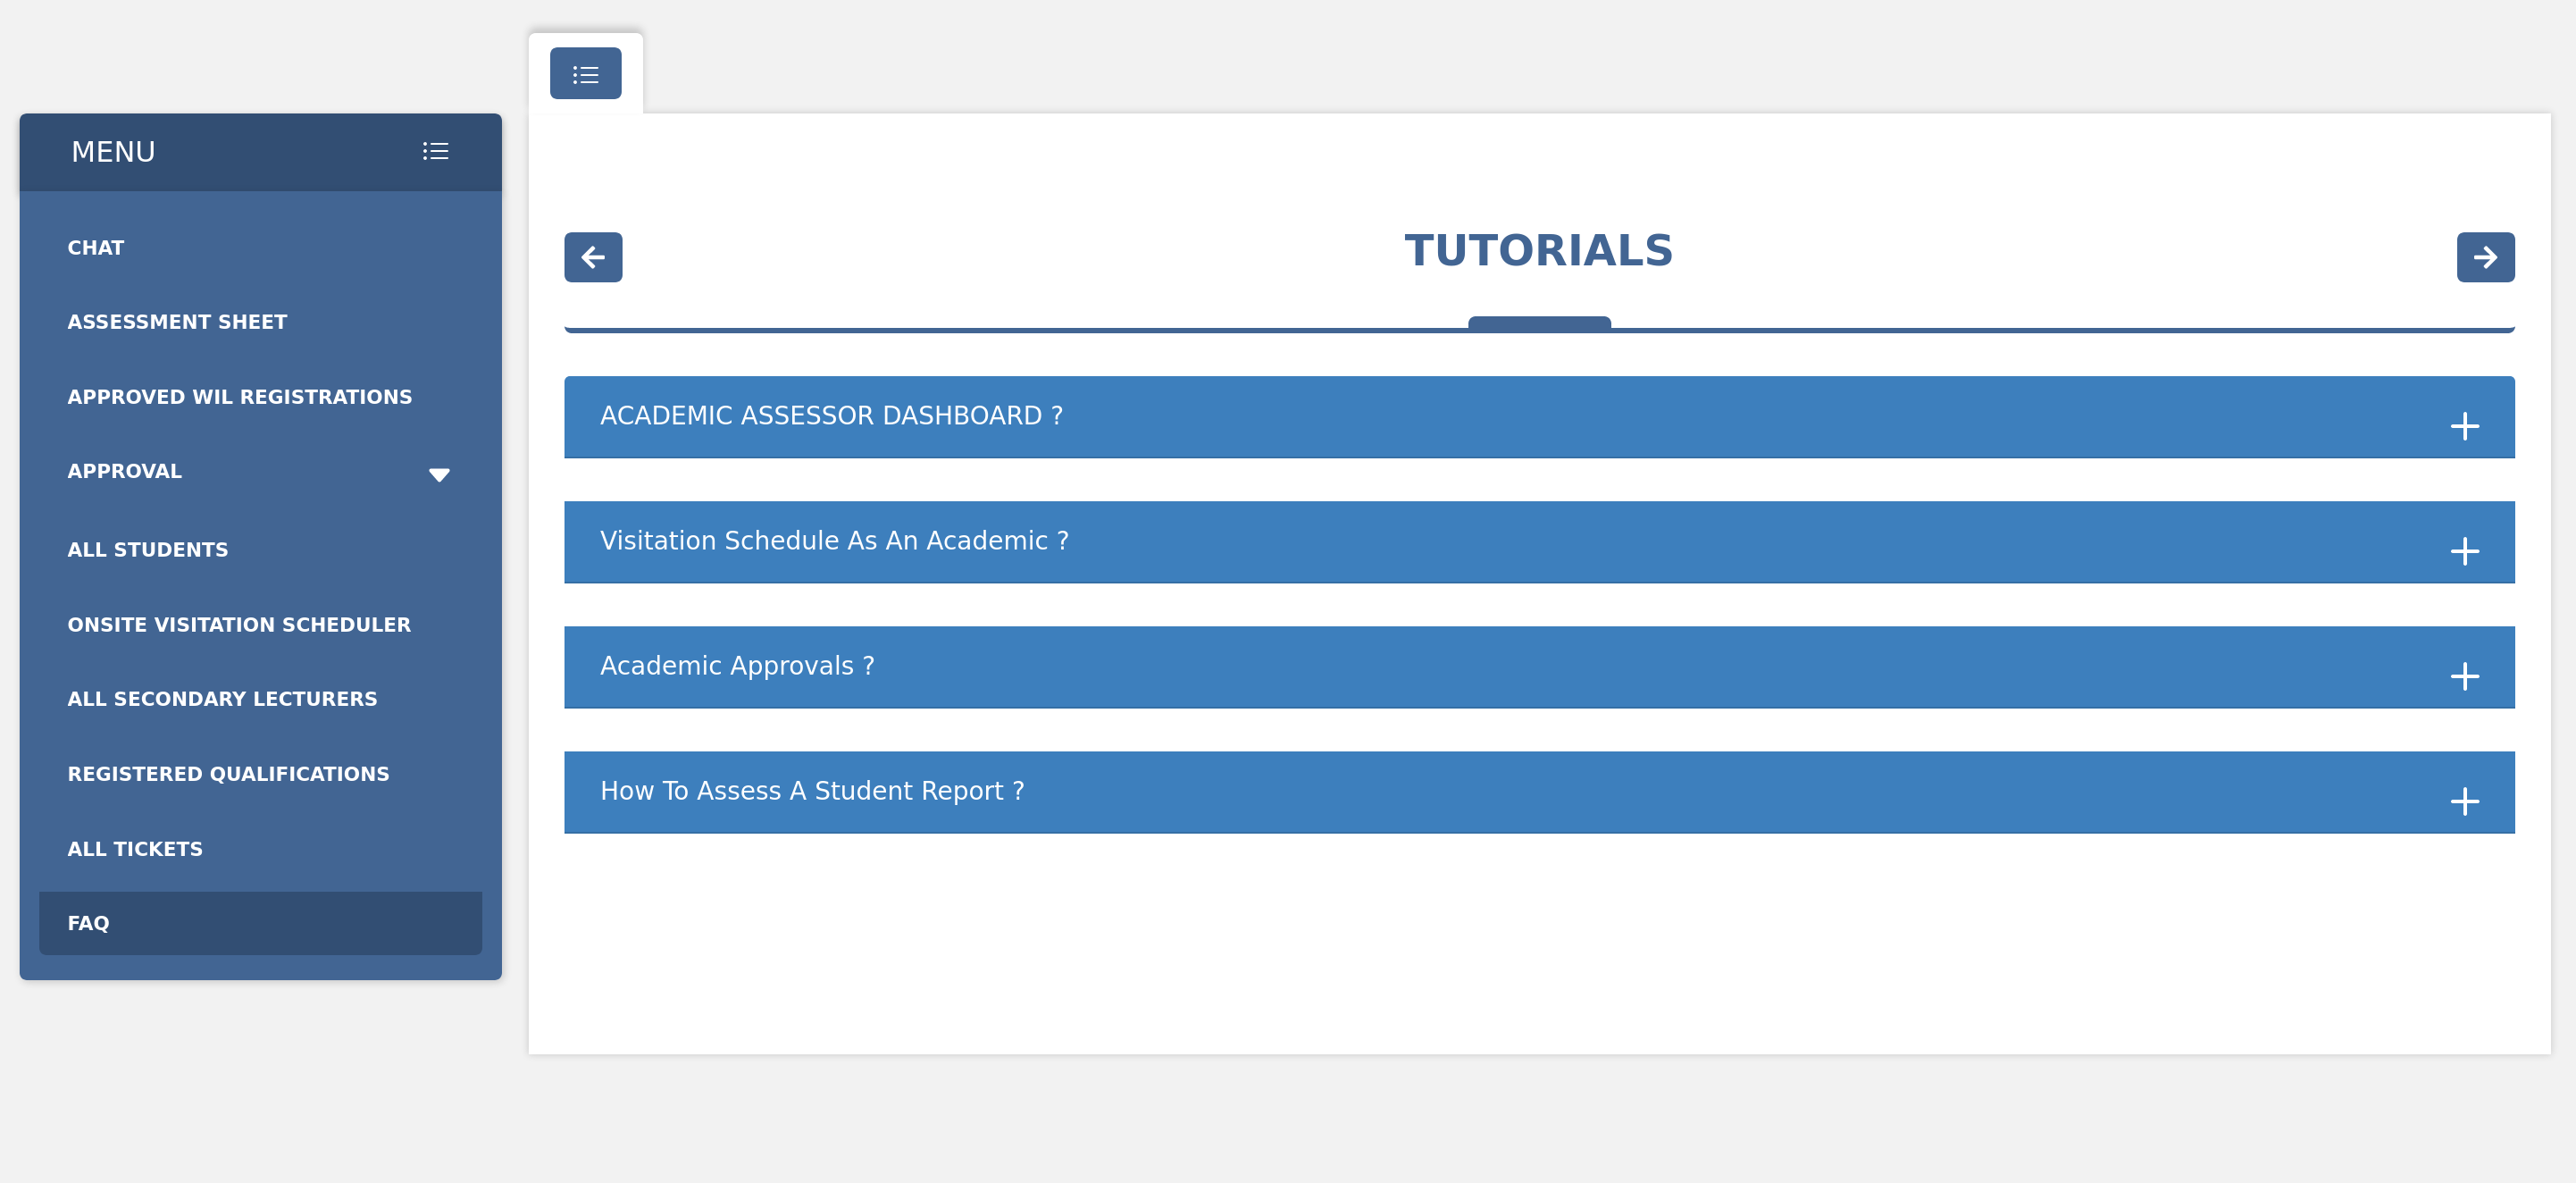 MENU
CHAT
ASSESSMENT SHEET
APPROVED WIL REGISTRATIONS
APPROVAL
ALL STUDENTS
ONSITE VISITATION SCHEDULER
ALL SECONDARY LECTURERS
REGISTERED QUALIFICATIONS
ALL TICKETS
FAQ
TUTORIALS
ACADEMIC ASSESSOR DASHBOARD ?
Visitation Schedule As An Academic ?
Academic Approvals ?
How To Assess A Student Report ?